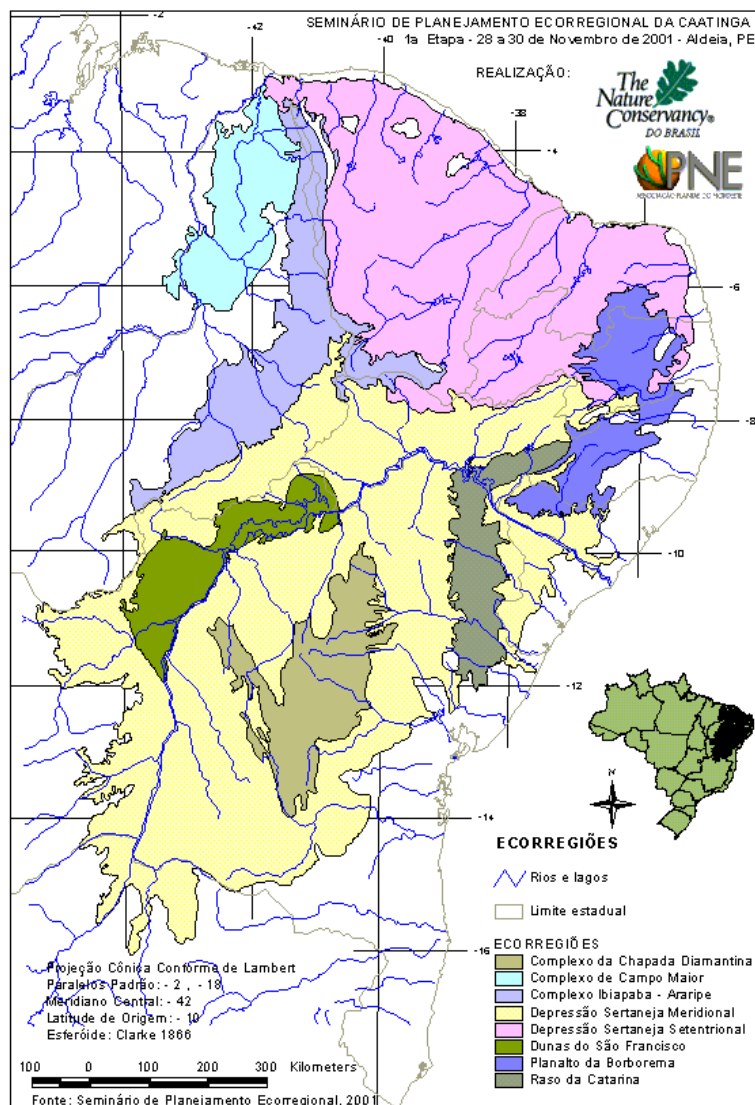 SEMINÁRIO DE PLANEJAMENTO ECORREGIONAL DA CAATINGA
1a Etapa - 28 a 30 de Novembro de 2001 - Aldeia, PE
REALIZAÇÃO:
The
Nature
Conservancy®
DO BRASIL
PNE
ASSOCIAÇÃO PLANTAS DO NORDESTE
-2
-42
-40
-38
-4
-6
-8
-10
-12
-14
-16
N
ECORREGIÕES
Rios e lagos
Limite estadual
ECORREGIÕES
Complexo da Chapada Diamantina
Complexo de Campo Maior
Complexo Ibiapaba - Araripe
Depressão Sertaneja Meridional
Depressão Sertaneja Setentrional
Dunas do São Francisco
Planalto da Borborema
Raso da Catarina
Projeção Cônica Conforme de Lambert
Paralelos Padrão: - 2 , - 18
Meridiano Central: - 42
Latitude de Origem: - 10
Esferóide: Clarke 1866
100 0 100 200 300 Kilometers
Fonte: Seminário de Planejamento Ecorregional, 2001